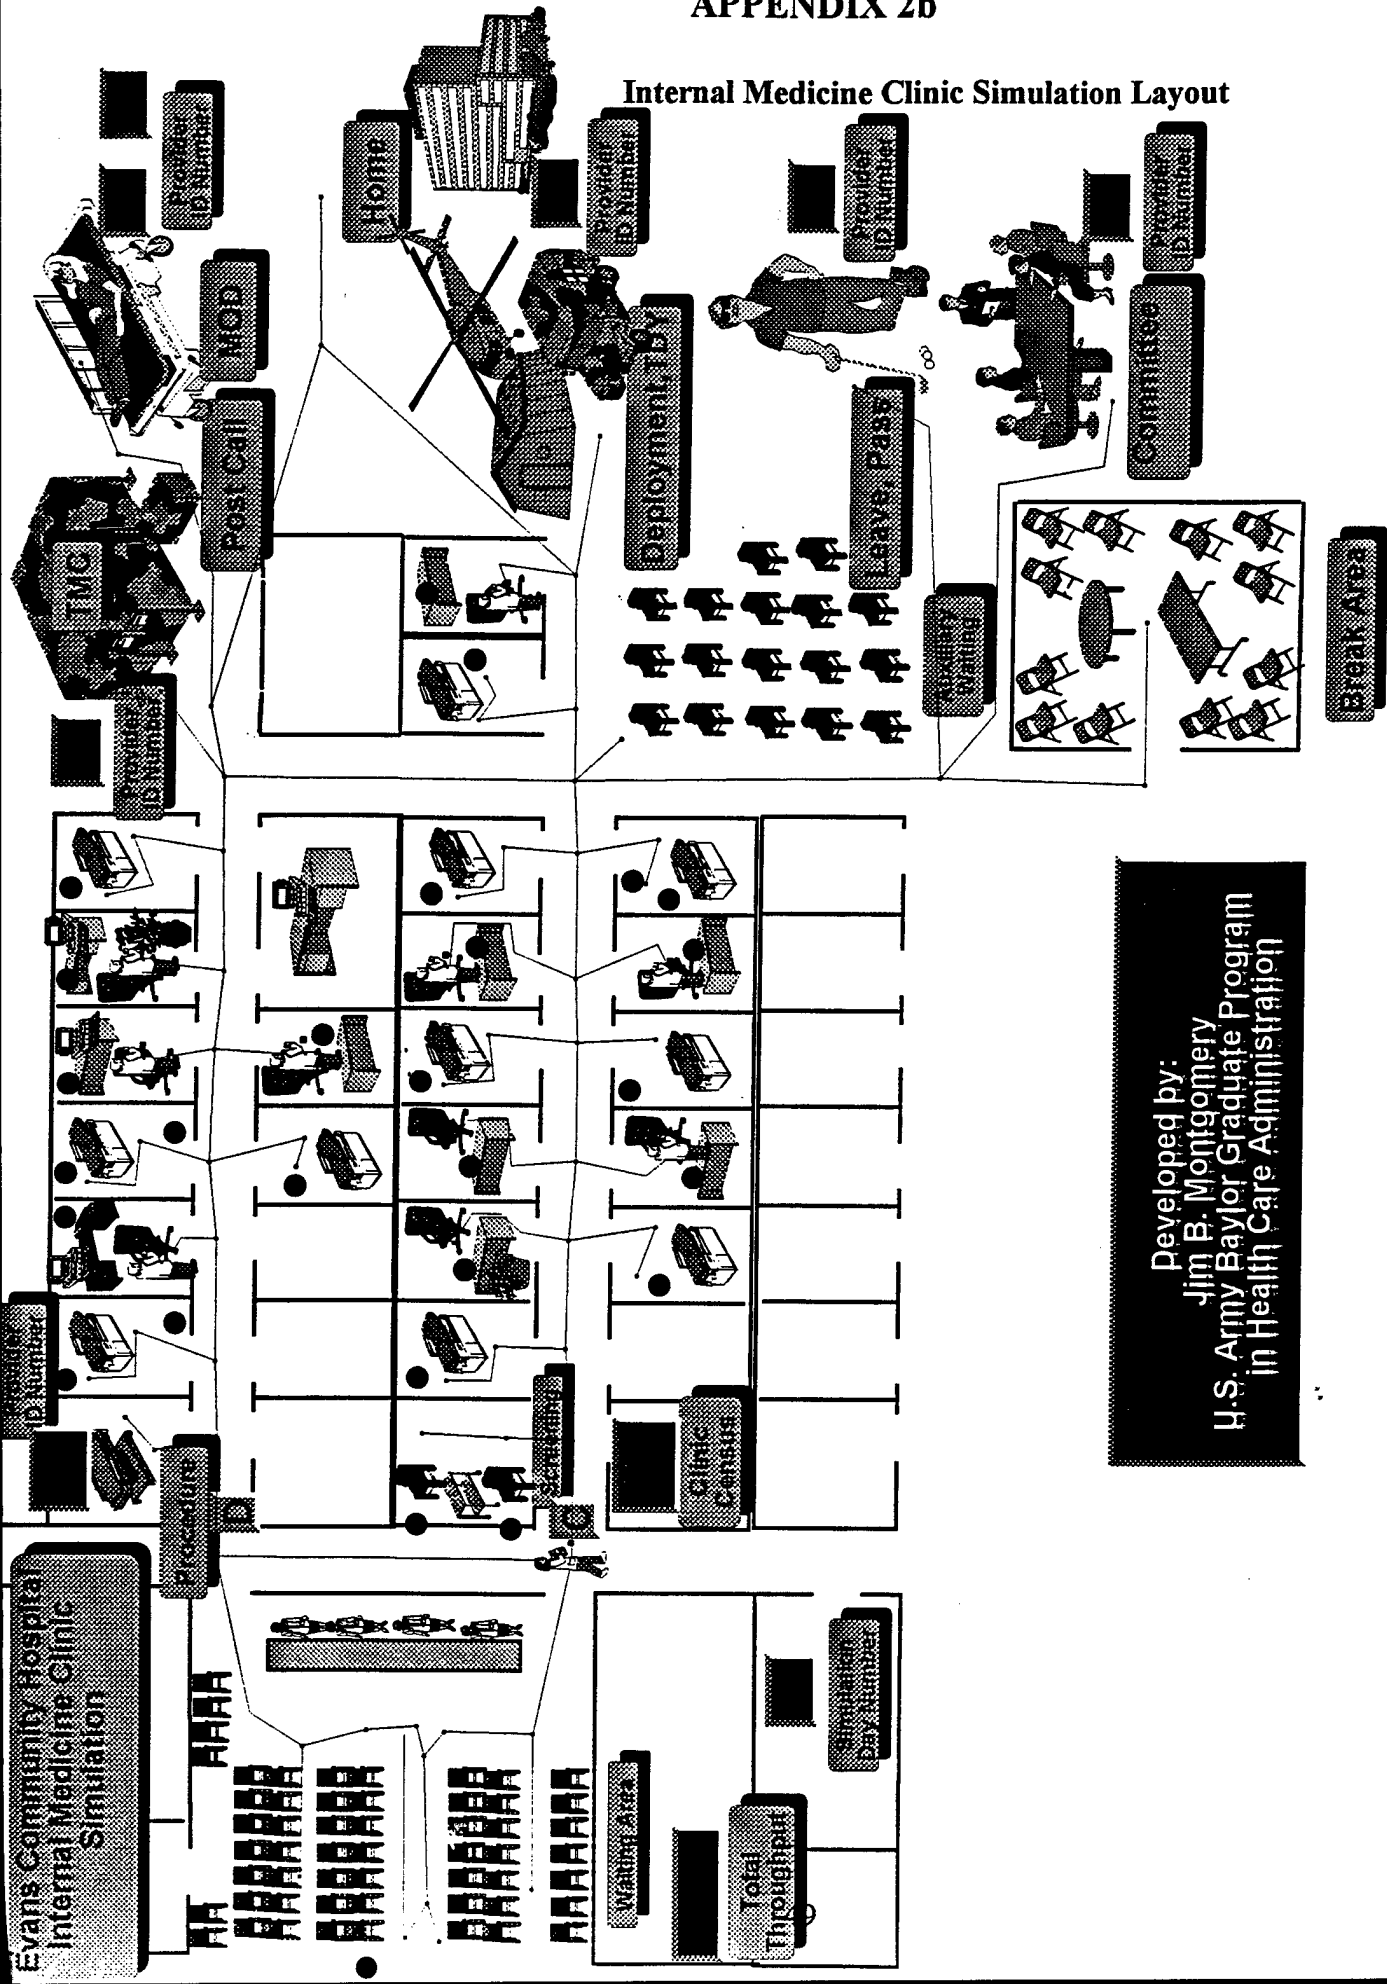 APPENDIX 2b
Internal Medicine Clinic Simulation Layout
Evans Community Hospital
Internal Medicine Clinic
Simulation
Provider
ID Number
TMC
Provider
ID Number
Post Call
MOD
Provider
ID Number
Home
Procedure
D
Screening
C
Clinic
Census
Deployment,TDY
Provider
ID Number
Leave, Pass
Provider
ID Number
Committee
Provider
ID Number
Auxiliary
Waiting
Break Area
Waiting Area
Total
Throughput
Simulation
Day Number
Developed by:
Jim B. Montgomery
U.S. Army Baylor Graduate Program
in Health Care Administration